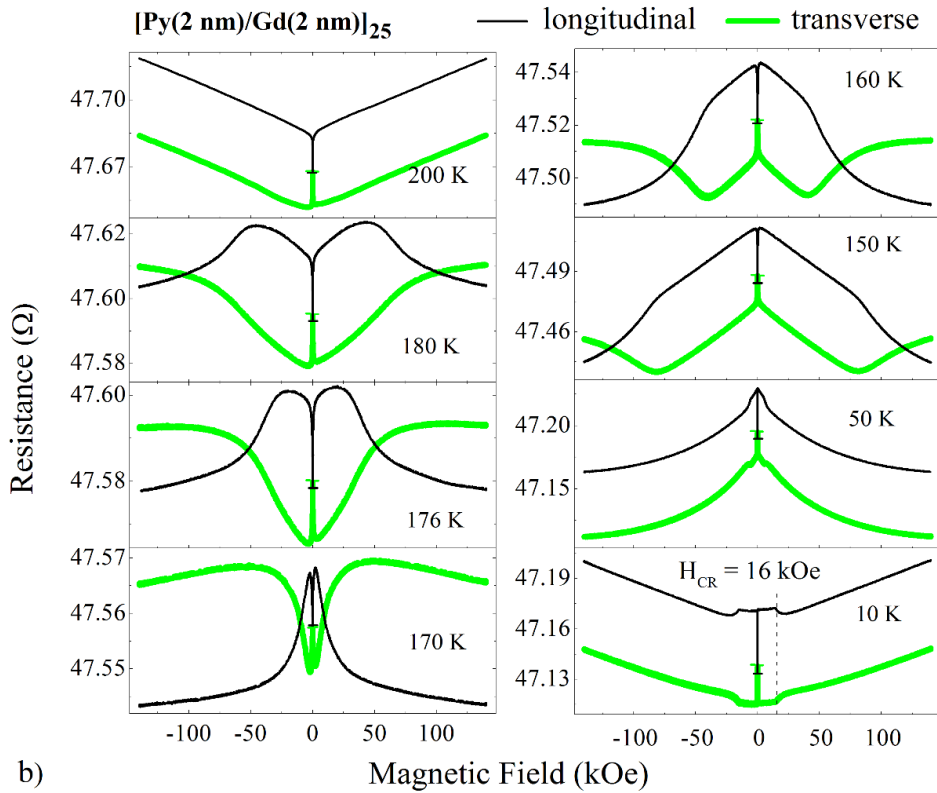 [Py(2 nm)/Gd(2 nm)]25
longitudinal
transverse
Resistance (Ω)
47.70
47.67
200 K
47.62
47.60
47.58
180 K
47.60
47.58
176 K
47.57
47.56
47.55
170 K
-100
-50
0
50
100
47.54
47.52
47.50
160 K
47.49
47.46
150 K
47.20
47.15
50 K
47.19
47.16
47.13
HCR = 16 kOe
10 K
-100
-50
0
50
100
b)
Magnetic Field (kOe)